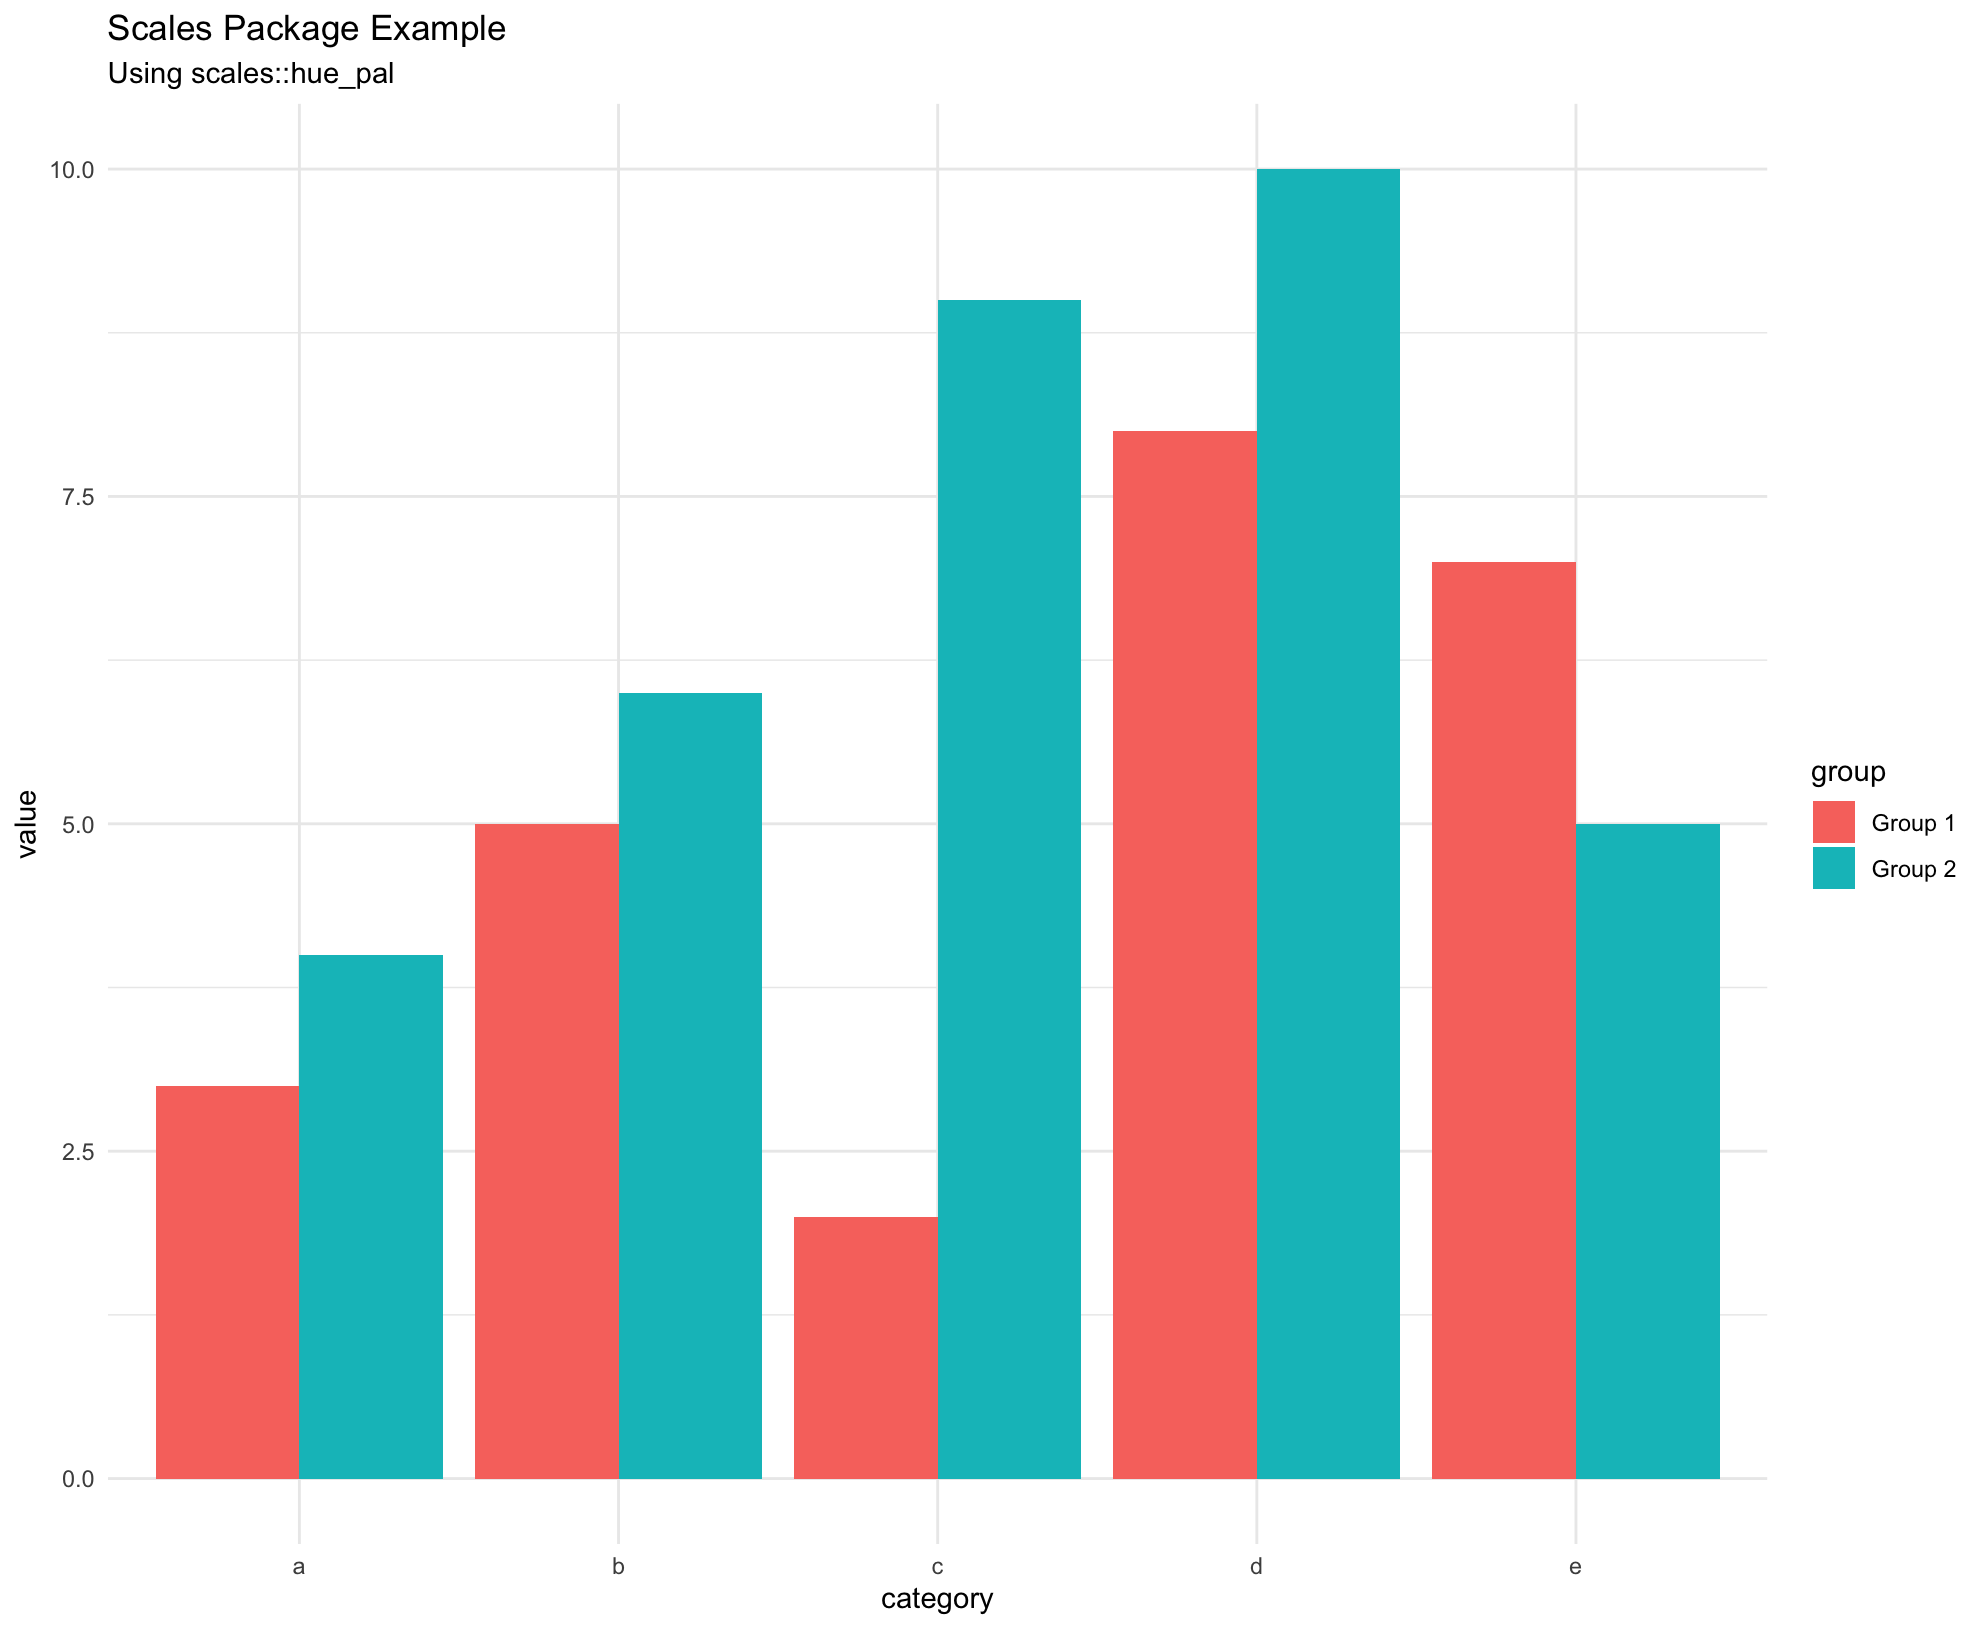 Scales Package Example
Using scales::hue_pal
10.0
7.5
5.0
2.5
0.0
value
a b c d e
category
group
Group 1
Group 2